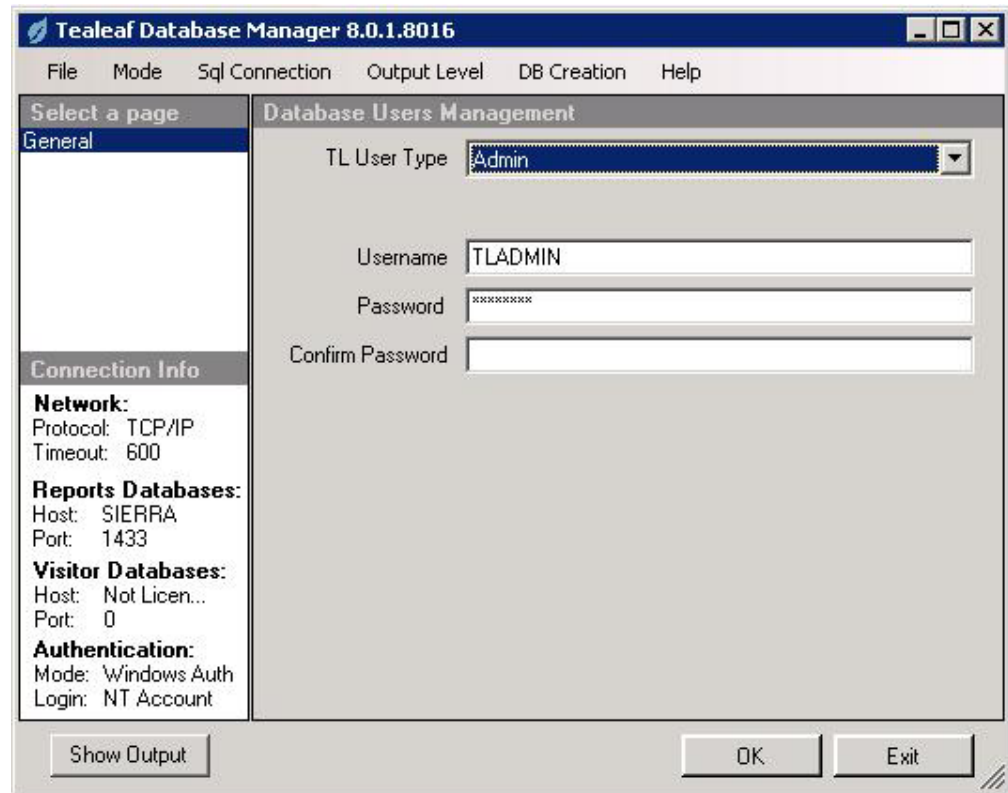 Tealeaf Database Manager 8.0.1.8016
File Mode Sql Connection Output Level DB Creation Help
Select a page
General
Database Users Management
TL User Type Admin
Username TLADMIN
Password ********
Confirm Password
Connection Info
Network:
Protocol: TCP/IP
Timeout: 600
Reports Databases:
Host: SIERRA
Port: 1433
Visitor Databases:
Host: Not Licen...
Port: 0
Authentication:
Mode: Windows Auth
Login: NT Account
Show Output OK Exit